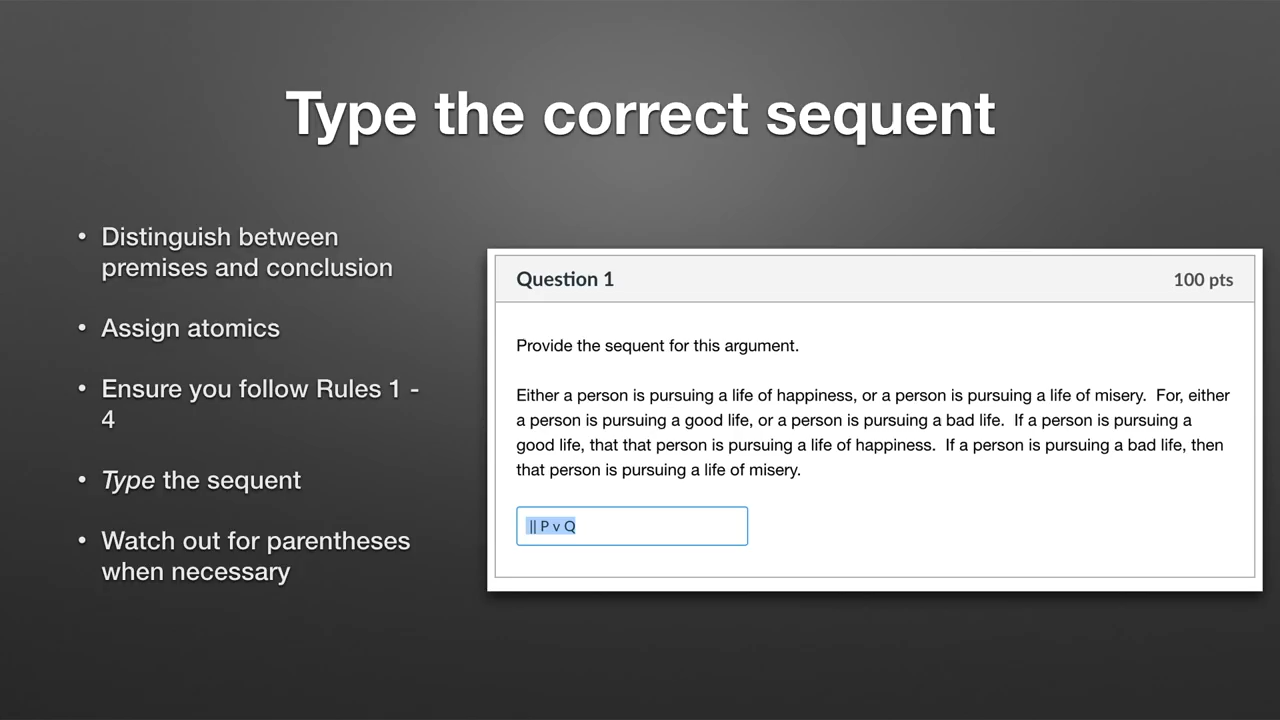 Type the correct sequent
• Distinguish between
premises and conclusion
• Assign atomics
• Ensure you follow Rules 1 -
4
• Type the sequent
• Watch out for parentheses
when necessary
Question 1
100 pts
Provide the sequent for this argument.
Either a person is pursuing a life of happiness, or a person is pursuing a life of misery.  For, either
a person is pursuing a good life, or a person is pursuing a bad life.  If a person is pursuing a
good life, that that person is pursuing a life of happiness.  If a person is pursuing a bad life, then
that person is pursuing a life of misery.
|| P v Q